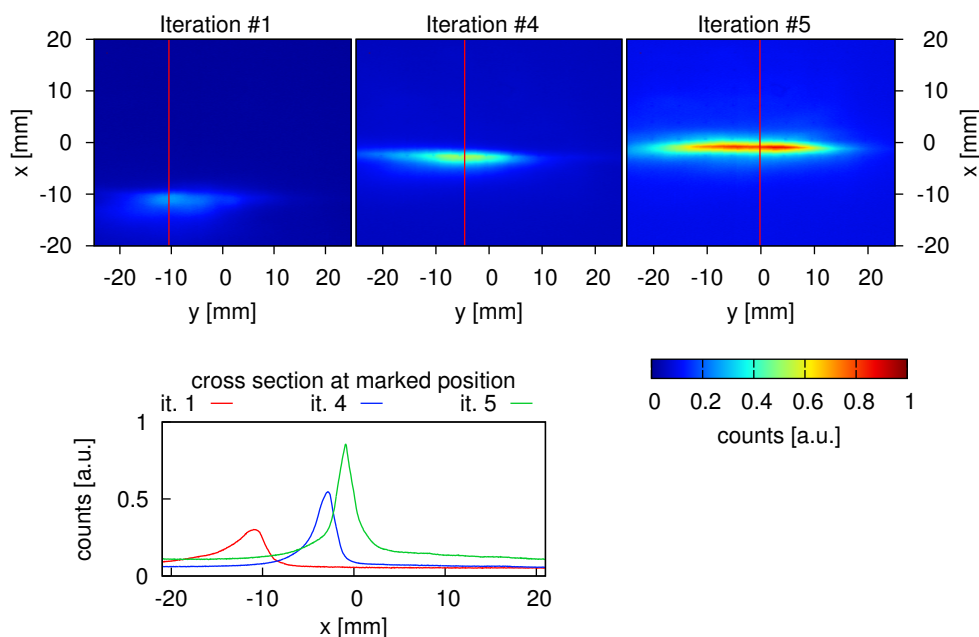 Iteration #1 Iteration #4 Iteration #5
20 20
10 10
x [mm] 0 0 x [mm]
-10 -10
-20 -20
-20 -10 0 10 20 -20 -10 0 10 20 -20 -10 0 10 20
y [mm] y [mm] y [mm]
cross section at marked position
it. 1 it. 4 it. 5
0 0.2 0.4 0.6 0.8 1
counts [a.u.]
1
counts [a.u.]
0.5
0
-20 -10 0 10 20
x [mm]